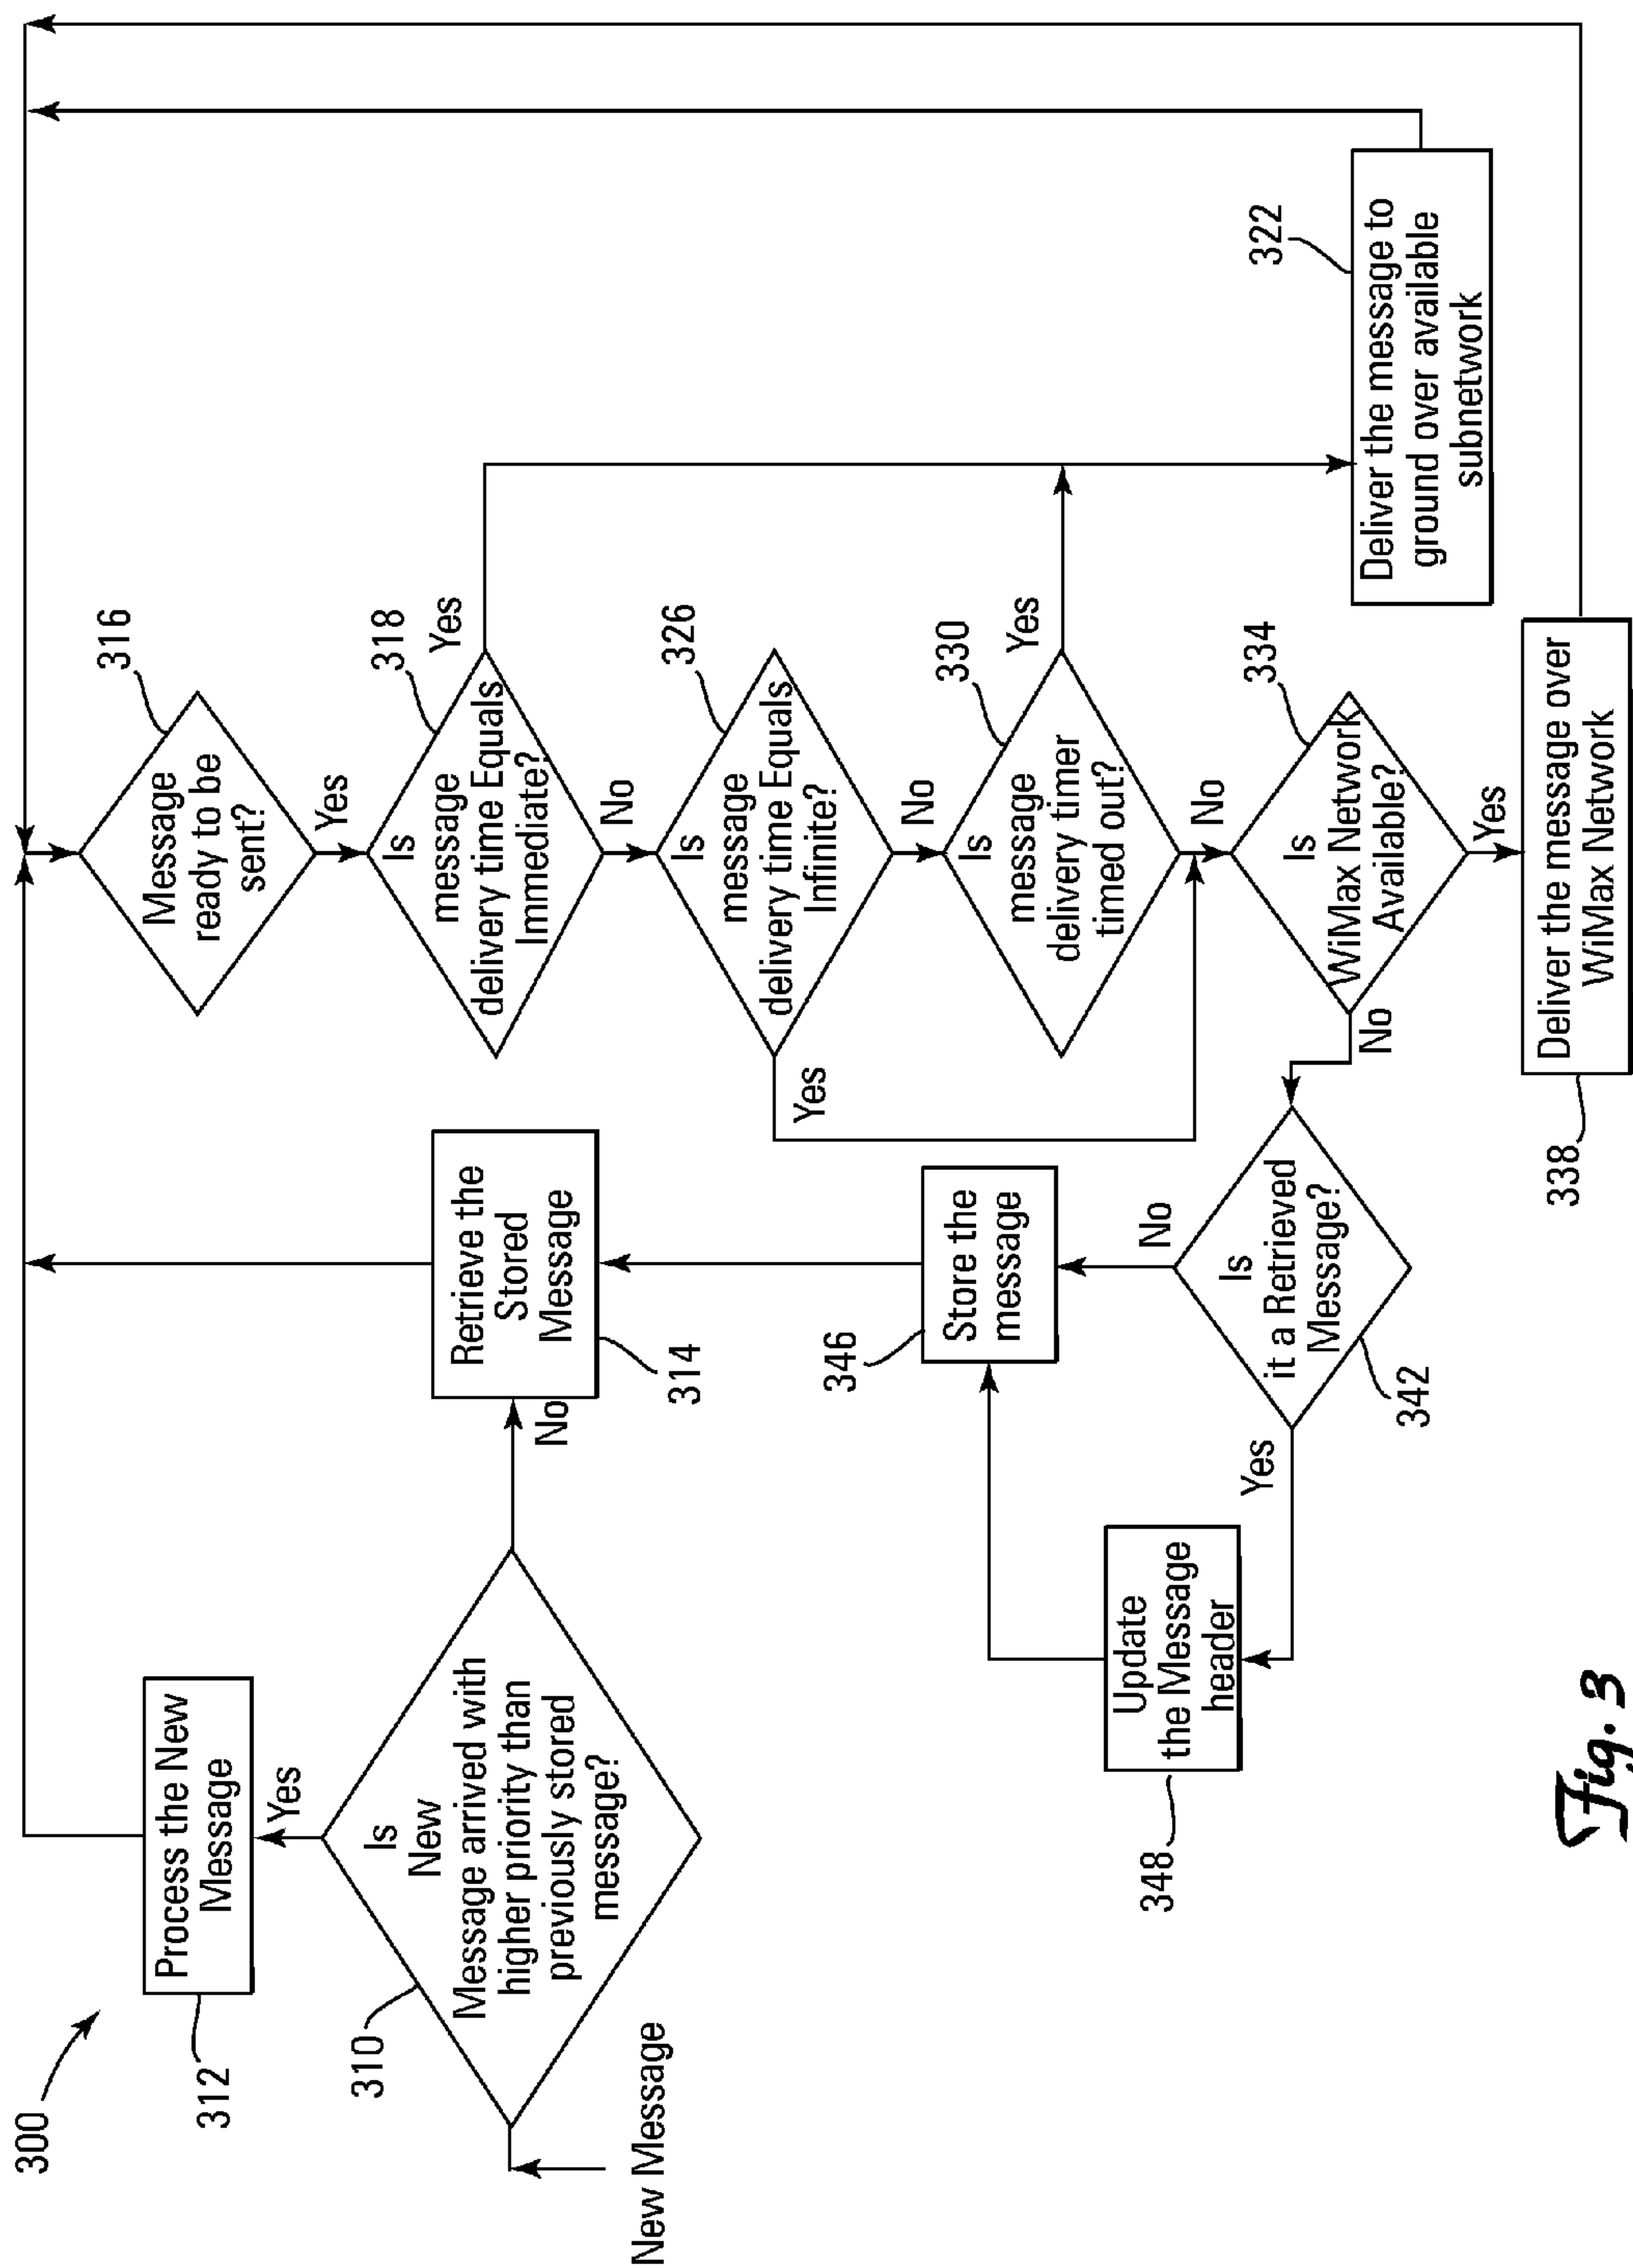 300
New Message
310
Is
New
Message arrived with
higher priority than
previously stored
message?
Yes
No
312
Process the New
Message
314
Retrieve the
Stored
Message
316
Message
ready to be
sent?
Yes
318
Is
message
delivery time Equals
Immediate?
Yes
No
322
Deliver the message to
ground over available
subnetwork
326
Is
message
delivery time Equals
Infinite?
Yes
No
330
Is
message
delivery timer
timed out?
Yes
No
334
Is
WiMax Network
Available?
Yes
No
338
Deliver the message over
WiMax Network
342
Is
it a Retrieved
Message?
Yes
No
346
Store the
message
348
Update
the Message
header
Fig. 3